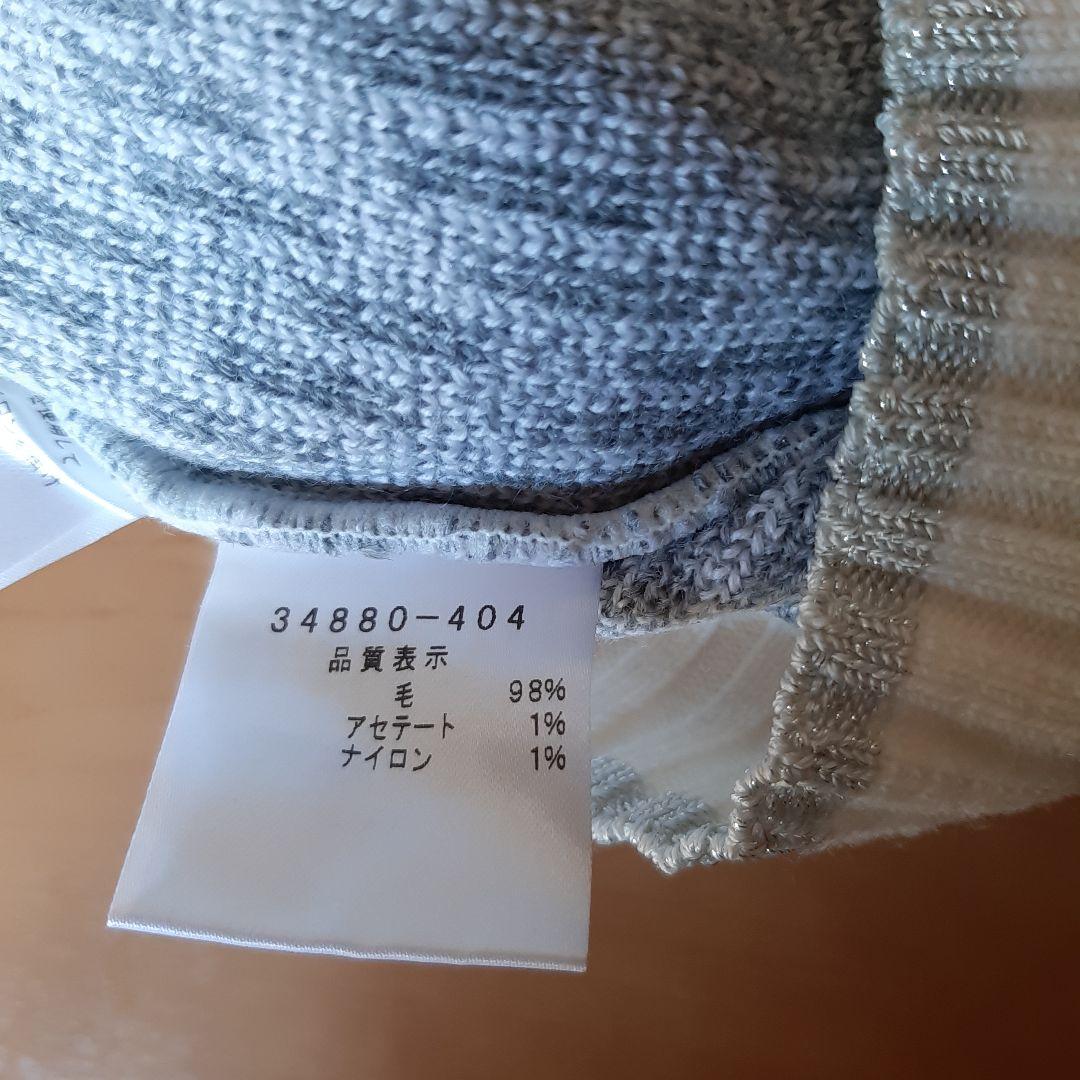 34880-404
品質表示
毛 98%
アセテート 1%
ナイロン 1%